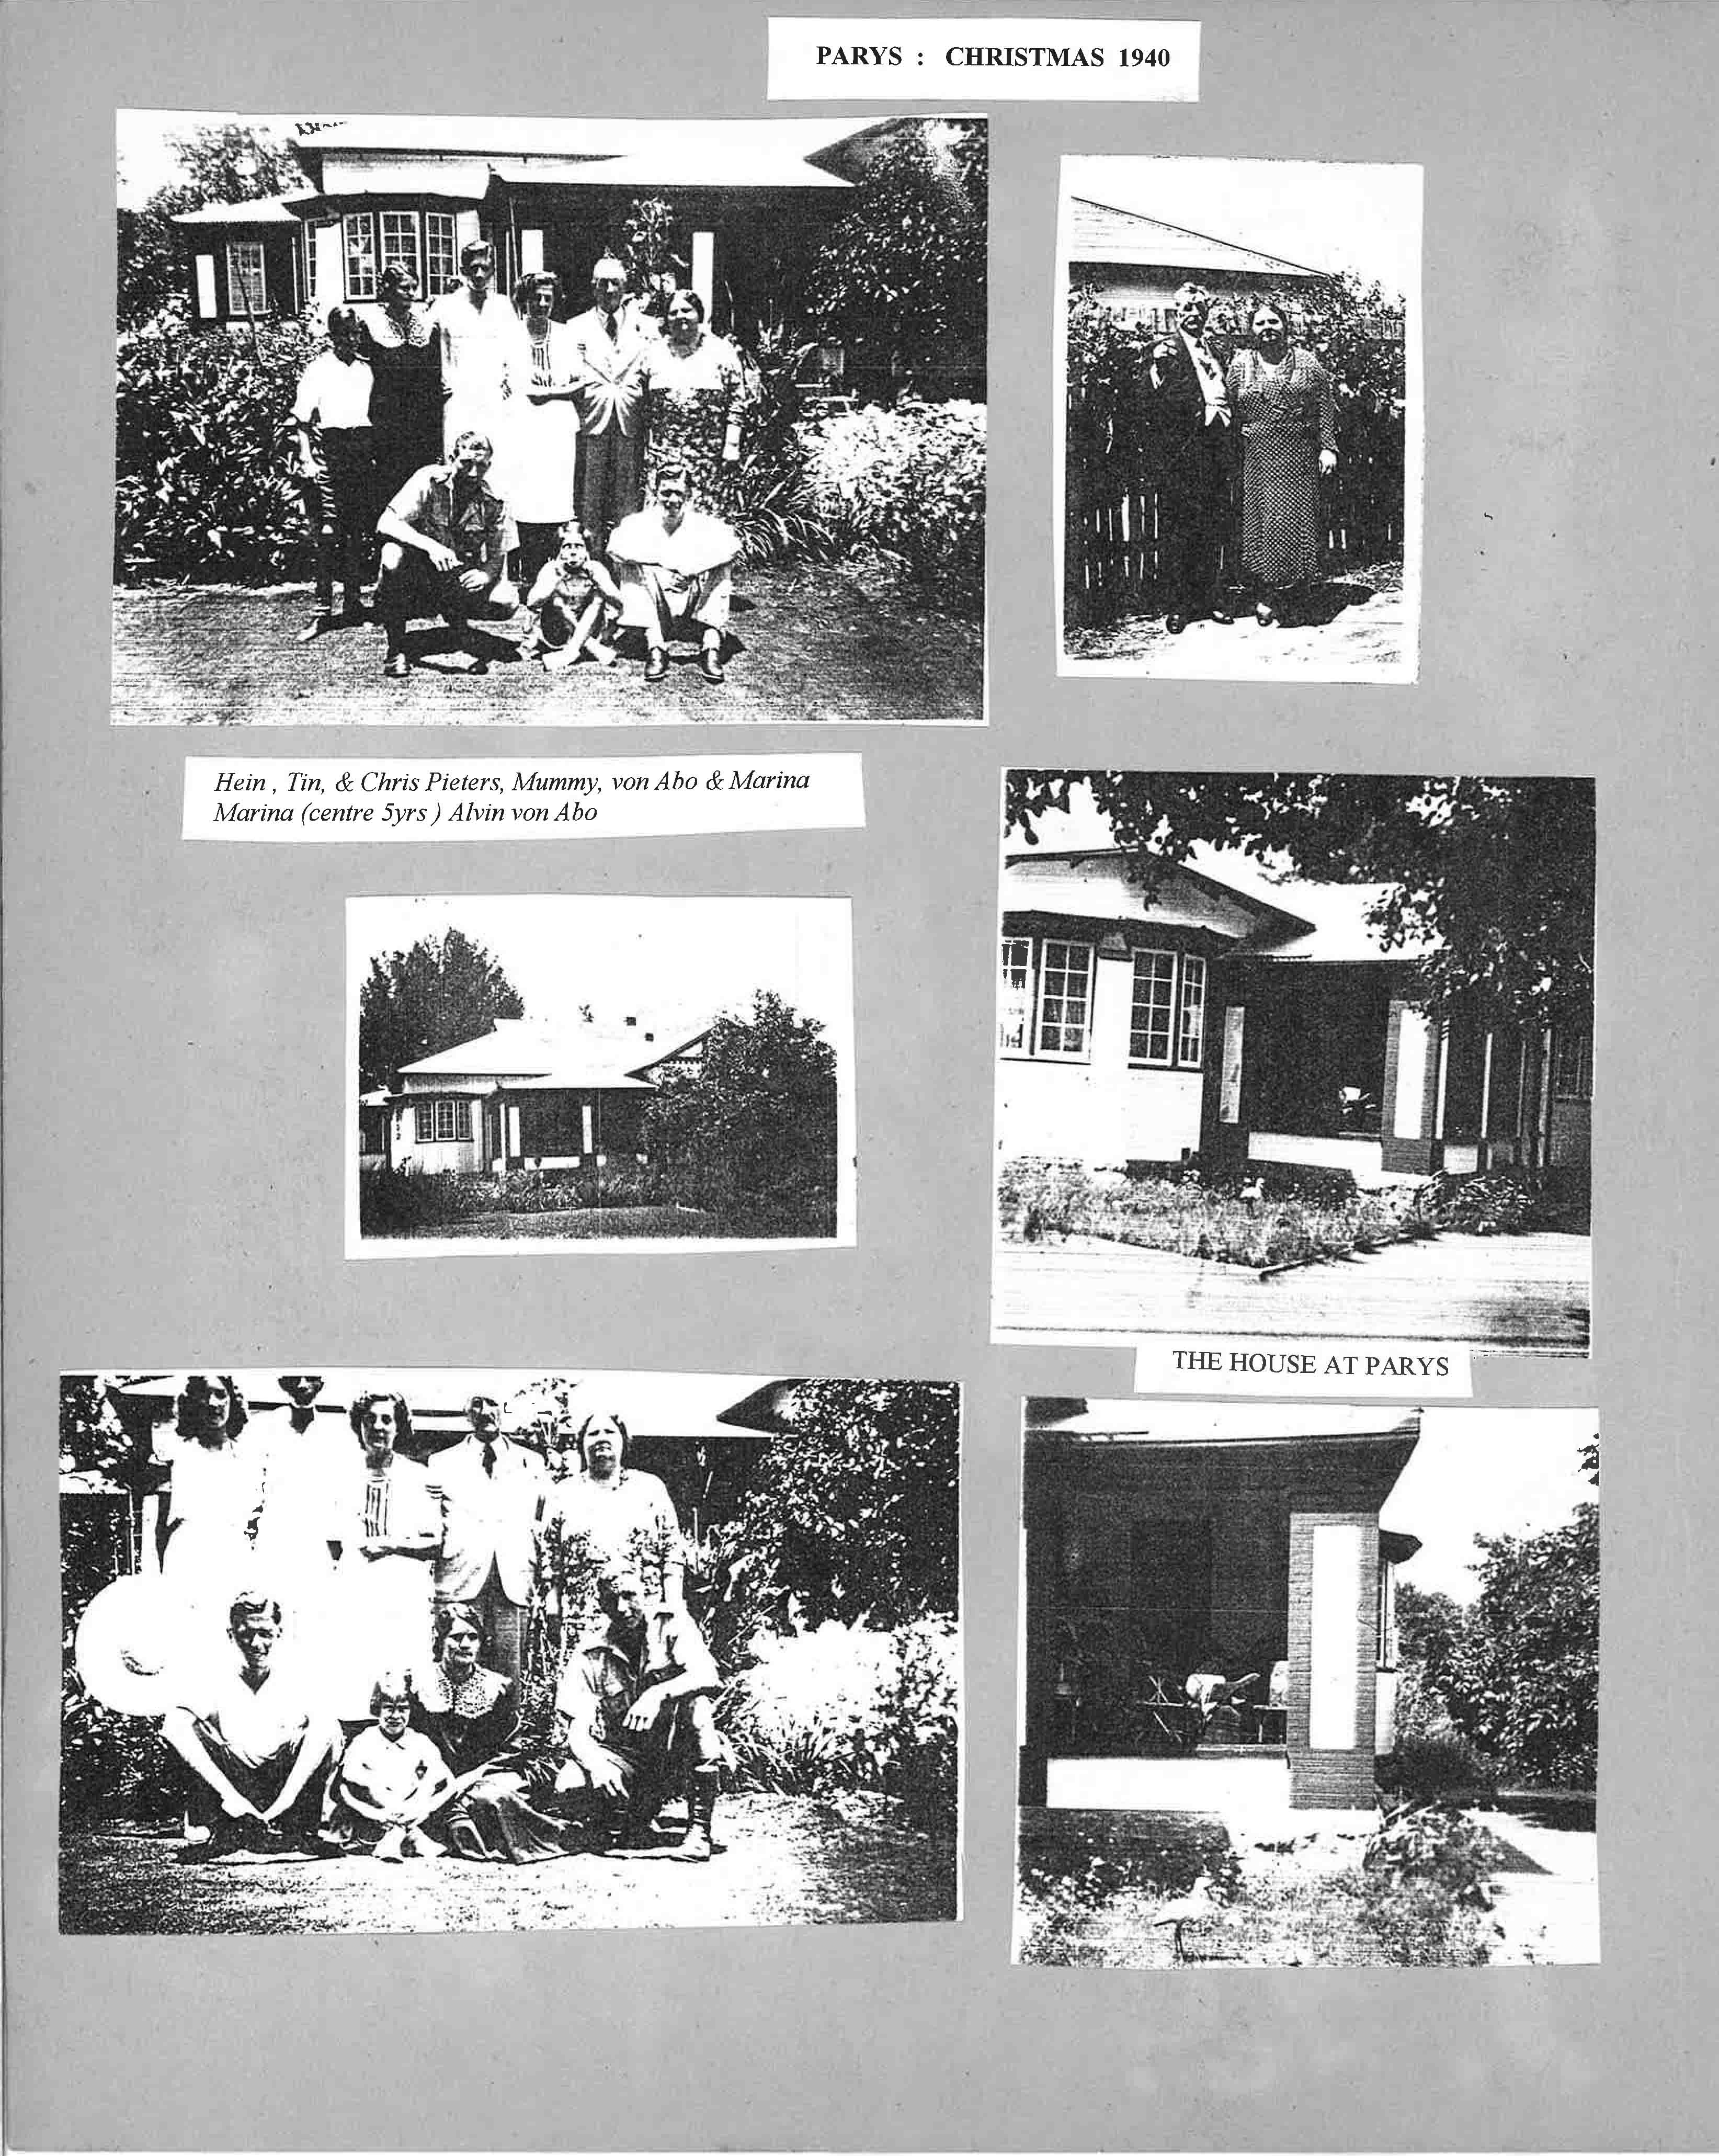 PARYS : CHRISTMAS 1940
Hein , Tin, & Chris Pieters, Mummy, von Abo & Marina
Marina (centre 5yrs ) Alvin von Abo
THE HOUSE AT PARYS